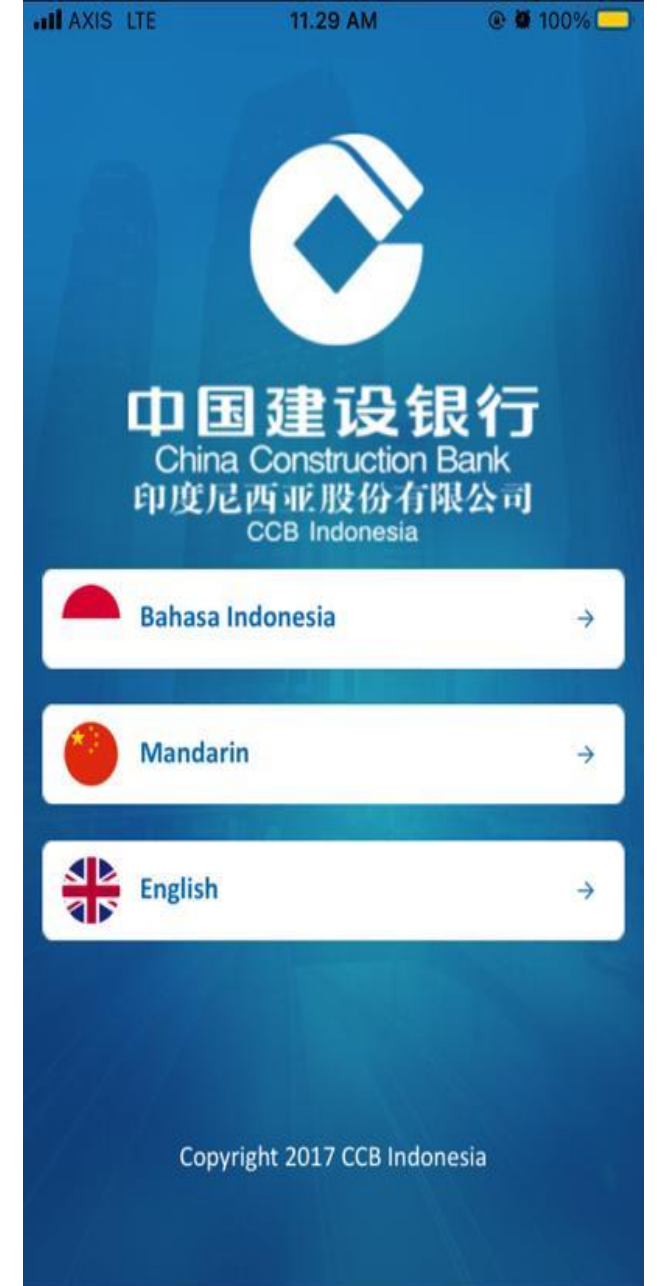 AXIS LTE 11.29 AM 100%
中国建设银行
China Construction Bank
印度尼西亚股份有限公司
CCB Indonesia
Bahasa Indonesia
Mandarin
English
Copyright 2017 CCB Indonesia